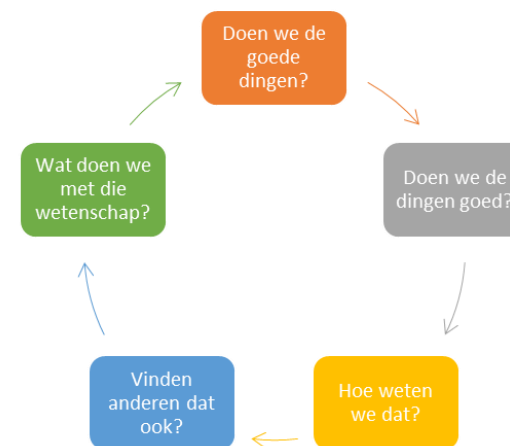 Doen we de
goede
dingen?
Doen we de
dingen goed?
Hoe weten
we dat?
Vinden
anderen dat
ook?
Wat doen we
met die
wetenschap?